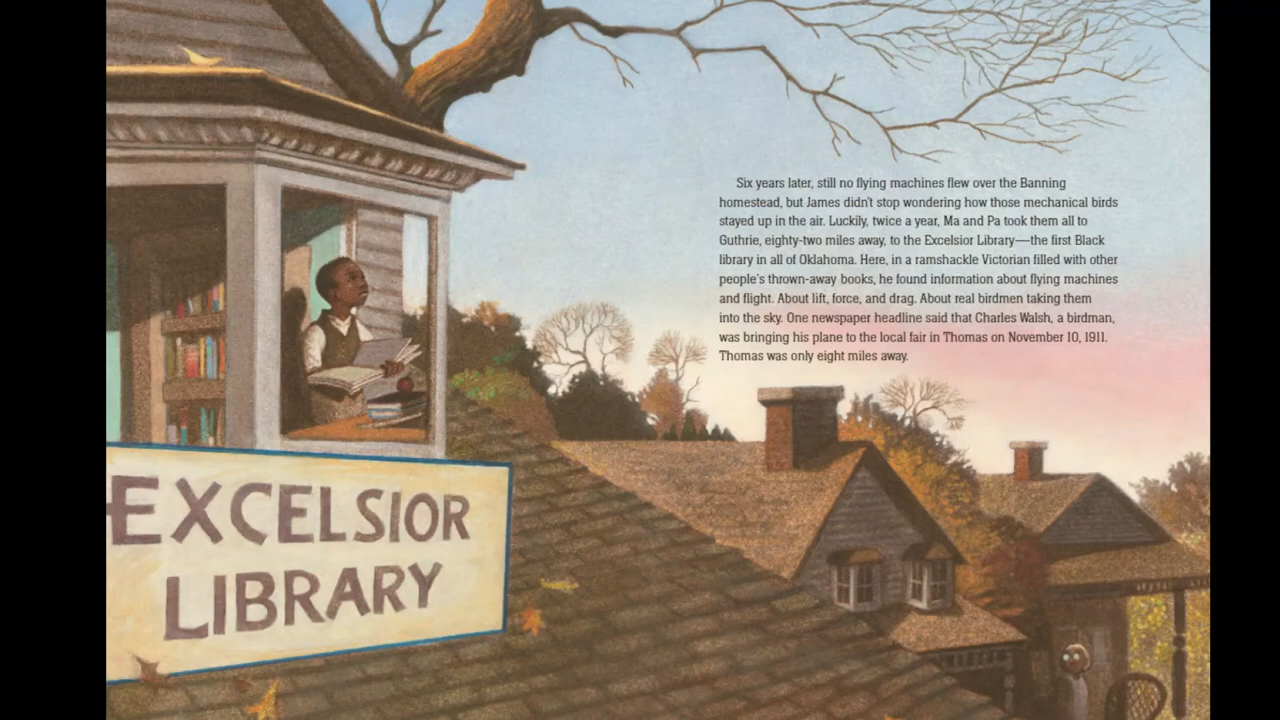 Six years later, still no flying machines flew over the Banning
homestead, but James didn't stop wondering how those mechanical birds
stayed up in the air. Luckily, twice a year, Ma and Pa took them all to
Guthrie, eighty-two miles away, to the Excelsior Library—the first Black
library in all of Oklahoma. Here, in a ramshackle Victorian filled with other
people's thrown-away books, he found information about flying machines
and flight. About lift, force, and drag. About real birdmen taking them
into the sky. One newspaper headline said that Charles Walsh, a birdman,
was bringing his plane to the local fair in Thomas on November 10, 1911.
Thomas was only eight miles away.
EXCELSIOR
LIBRARY